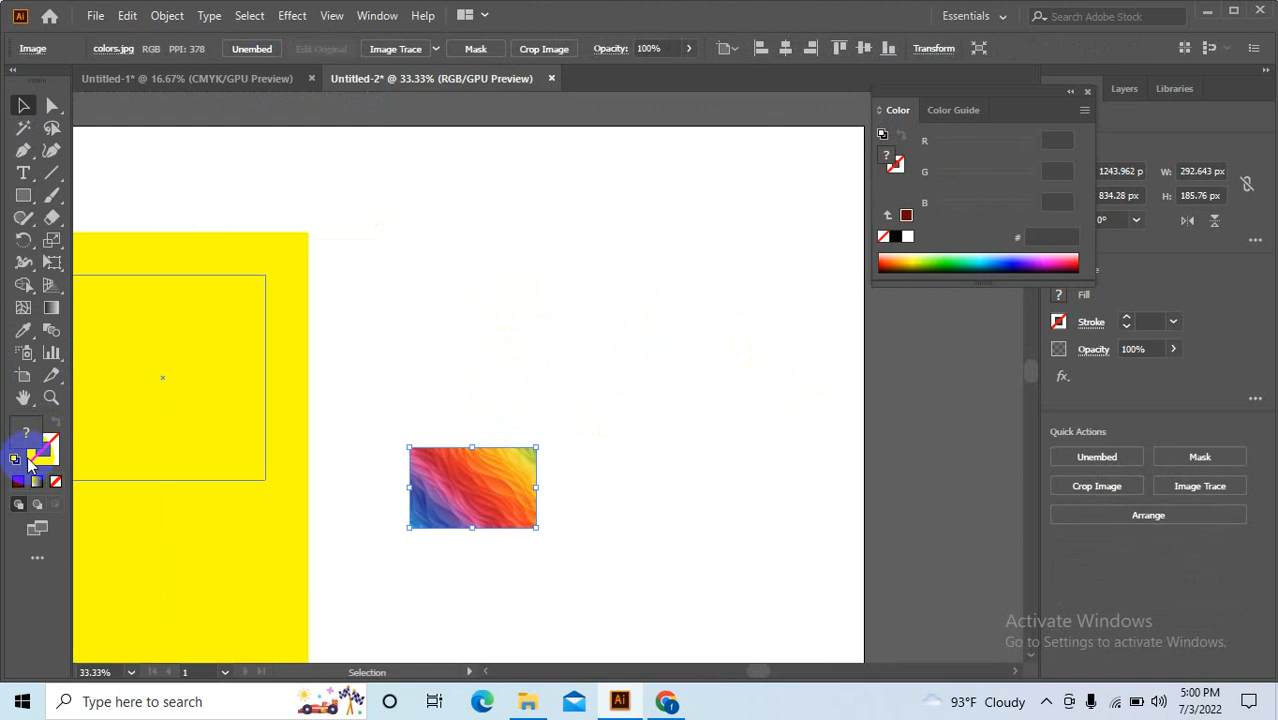 Ai File Edit Object Type Select Effect View Window Help Essentials Search Adobe Stock
Image colors.jpg RGB PPI: 378 Unembed Edit Original Image Trace Mask Crop Image Opacity: 100% Transform
Untitled-1* @ 16.67% (CMYK/GPU Preview) Untitled-2* @ 33.33% (RGB/GPU Preview)
Layers Libraries
Color Color Guide
R
G
B
#
1243.962 p W: 292.643 px
834.28 px H: 185.76 px
0°
? Fill
Stroke
Opacity 100%
fx.
Quick Actions
Unembed Mask
Crop Image Image Trace
Arrange
Activate Windows
Go to Settings to activate Windows.
33.33% 1 Selection
Type here to search Ai 93°F Cloudy 5:00 PM
7/3/2022